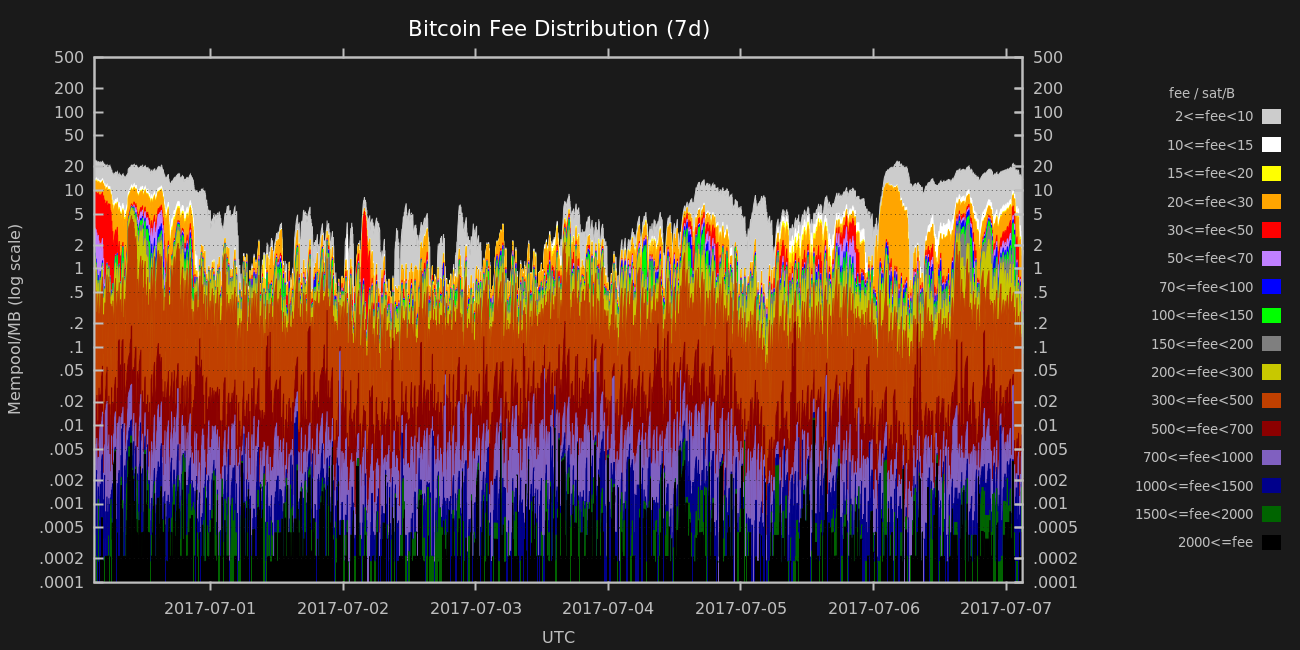 Bitcoin Fee Distribution (7d)
500
200
100
50
20
10
5
2
1
.5
.2
.1
.05
.02
.01
.005
.002
.001
.0005
.0002
.0001
Mempool/MB (log scale)
500
200
100
50
20
10
5
2
1
.5
.2
.1
.05
.02
.01
.005
.002
.001
.0005
.0002
.0001
2017-07-01
2017-07-02
2017-07-03
2017-07-04
2017-07-05
2017-07-06
2017-07-07
UTC
fee / sat/B
2<=fee<10
10<=fee<15
15<=fee<20
20<=fee<30
30<=fee<50
50<=fee<70
70<=fee<100
100<=fee<150
150<=fee<200
200<=fee<300
300<=fee<500
500<=fee<700
700<=fee<1000
1000<=fee<1500
1500<=fee<2000
2000<=fee